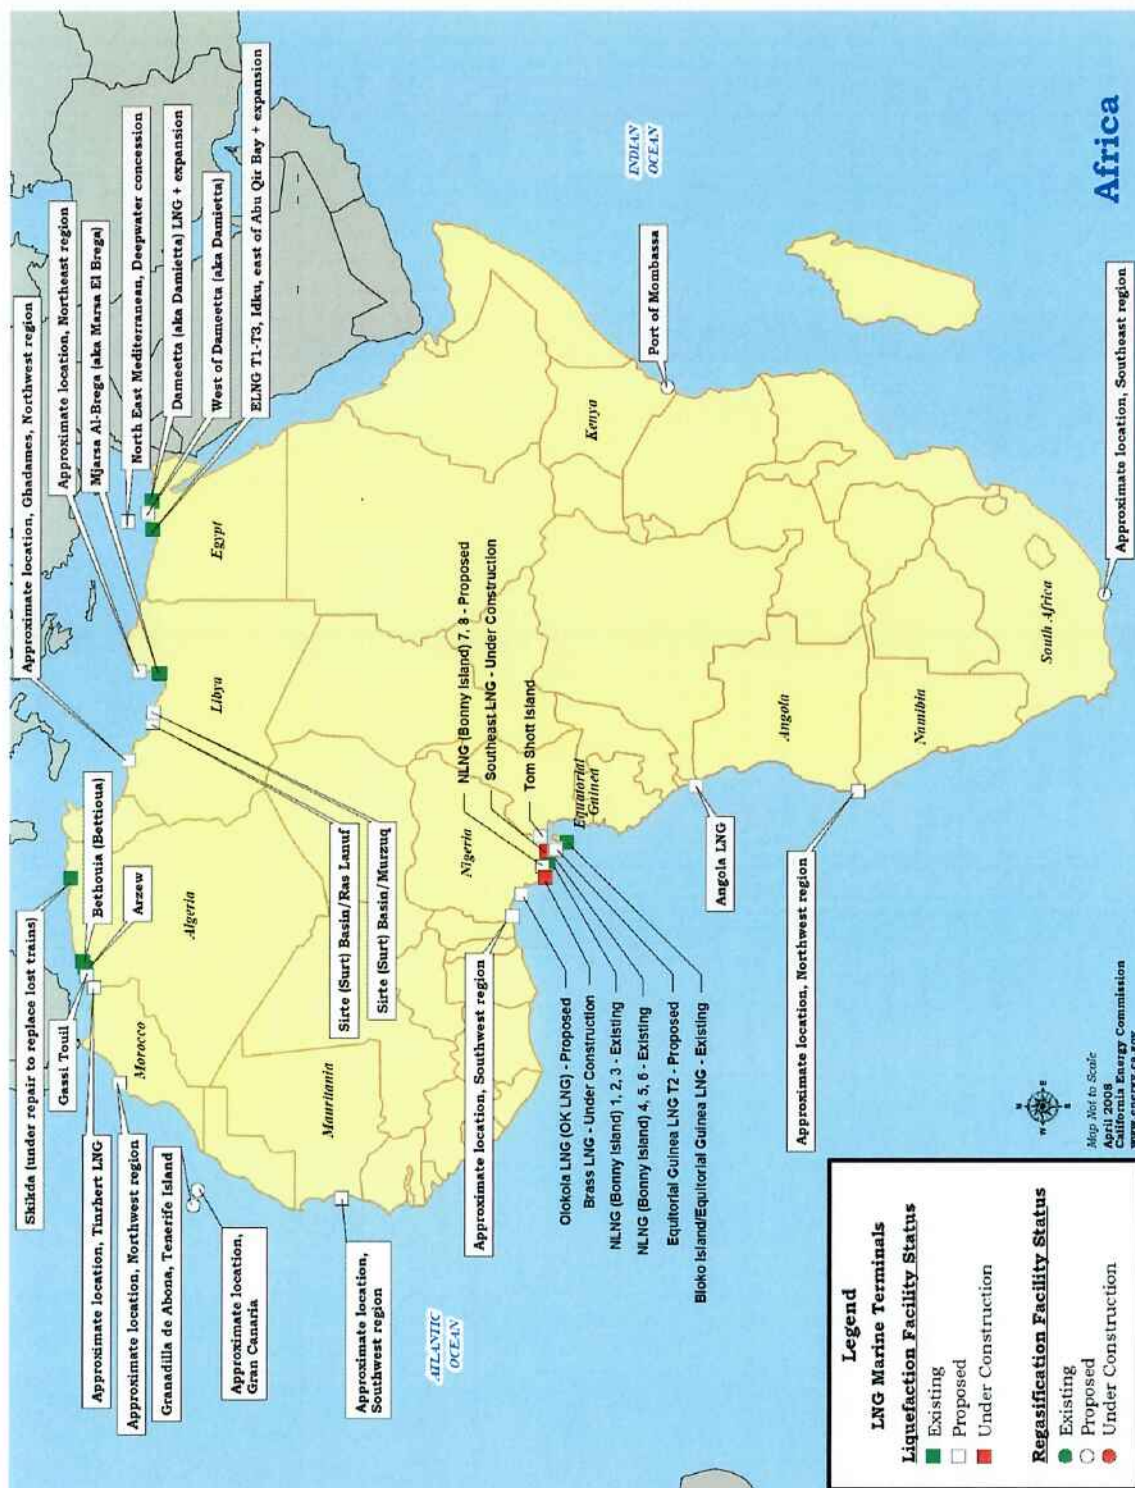 Approximate location, Ghadames, Northwest region
Approximate location, Northeast region
Mjarsa Al-Brega (aka Marsa El Brega)
North East Mediterranean, Deepwater concession
Dameetta (aka Damietta) LNG + expansion
West of Dameetta (aka Damietta)
ELNG T1-T3, Idku, east of Abu Qir Bay + expansion
Skikda (under repair to replace lost trains)
Bethouia (Bettioua)
Arzew
Gassi Touil
Approximate location, Tinrhert LNG
Approximate location, Northwest region
Granadilla de Abona, Tenerife Island
Approximate location,
Gran Canaria
Approximate location,
Southwest region
Sirte (Surt) Basin/Ras Lanuf
Sirte (Surt) Basin/Murzuq
Morocco
Algeria
Libya
Egypt
Mauritania
Nigeria
Equatorial
Guinea
Kenya
Angola
Namibia
South Africa
ATLANTIC
OCEAN
INDIAN
OCEAN
NLNG (Bonny Island) 7, 8 - Proposed
Southeast LNG - Under Construction
Tom Shott Island
Approximate location, Southwest region
Olokola LNG (OK LNG) - Proposed
Brass LNG - Under Construction
NLNG (Bonny Island) 1, 2, 3 - Existing
NLNG (Bonny Island) 4, 5, 6 - Existing
Equitorial Guinea LNG T2 - Proposed
Bioko Island/Equitorial Guinea LNG - Existing
Angola LNG
Approximate location, Northwest region
Port of Mombassa
Approximate location, Southeast region
Africa
Legend
LNG Marine Terminals
Liquefaction Facility Status
Existing
Proposed
Under Construction
Regasification Facility Status
Existing
Proposed
Under Construction
N
W
E
S
Map Not to Scale
April 2008
California Energy Commission